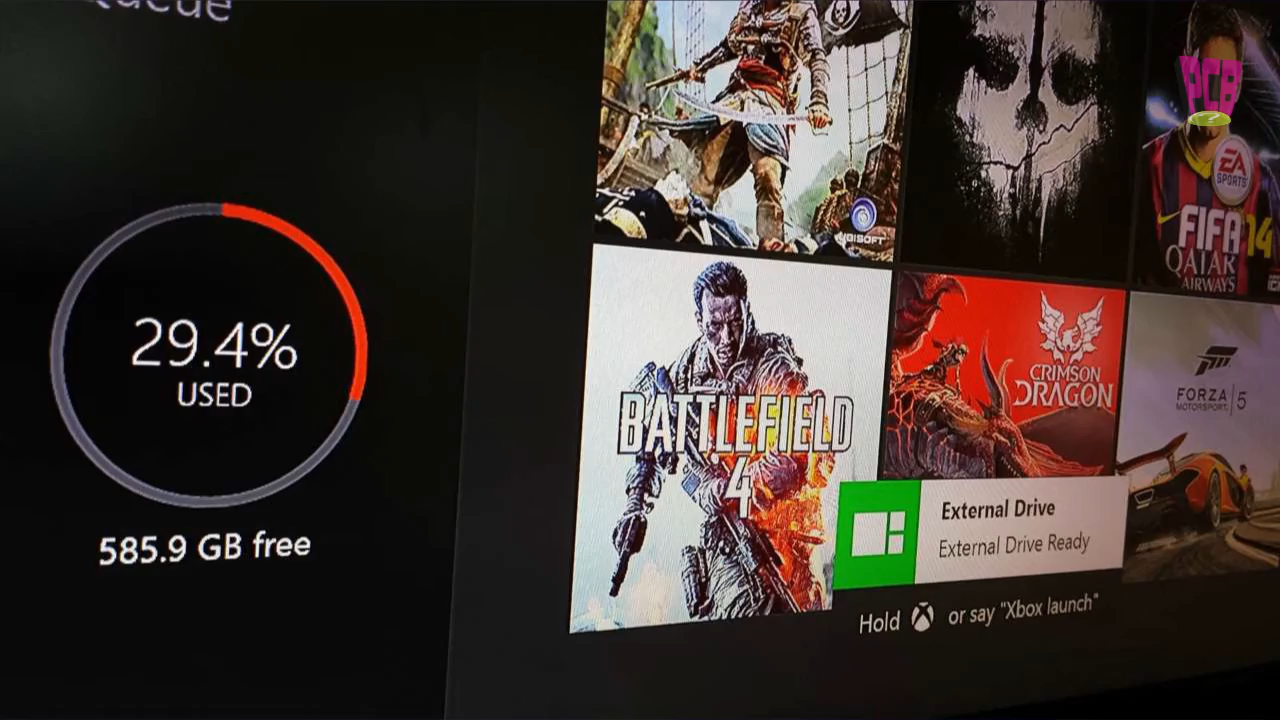 Queue
29.4%
USED
585.9 GB free
UBISOFT
PCB
?
EA
SPORTS
FIFA 14
QATAR
AIRWAYS
BATTLEFIELD
4
CRIMSON
DRAGON
FORZA
MOTORSPORT 5
External Drive
External Drive Ready
Hold or say "Xbox launch"